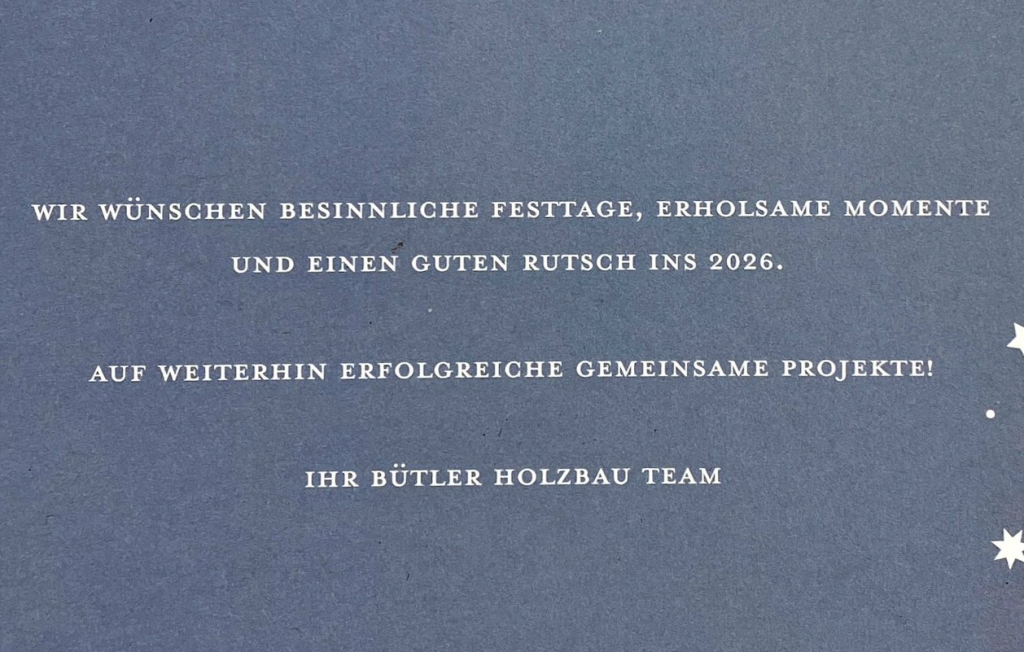 WIR WÜNSCHEN BESINNLICHE FESTTAGE, ERHOLSAME MOMENTE
UND EINEN GUTEN RUTSCH INS 2026.
AUF WEITERHIN ERFOLGREICHE GEMEINSAME PROJEKTE!
IHR BÜTLER HOLZBAU TEAM